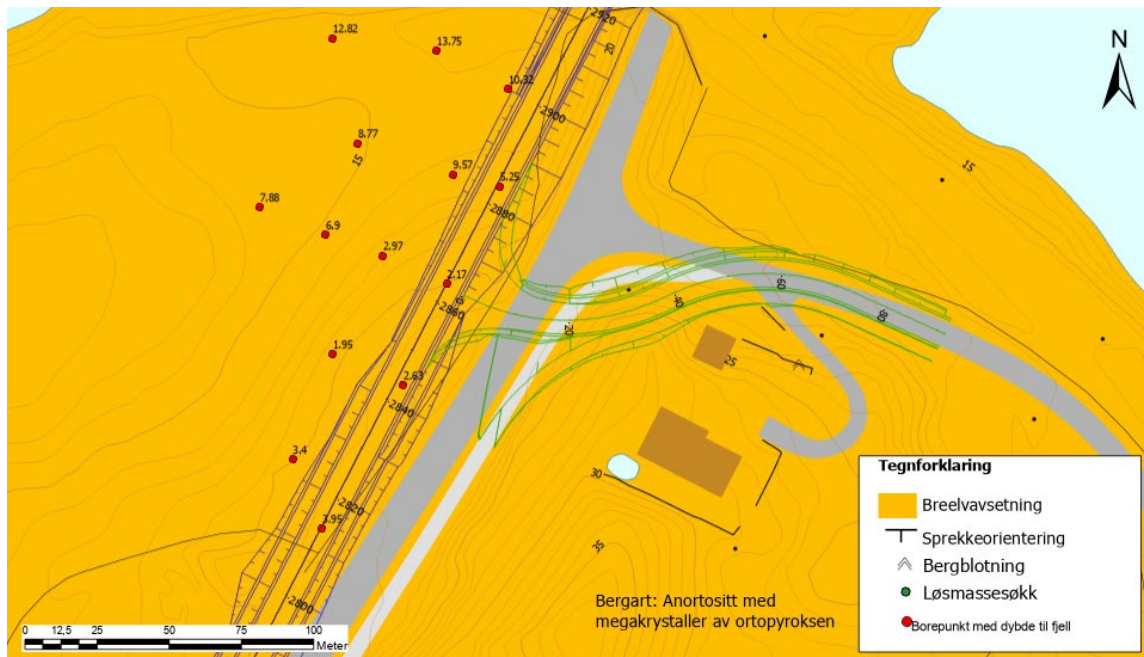 12.82
13.75
2920
20
N
10.32
2900
8.77
15
9.57
5.25
15
7.88
2880
6.9
2.97
2.17
2860
20
40
60
80
1.95
2.63
25
2840
3.4
30
2820
3.95
35
2800
Tegnforklaring
Breelvavsetning
Sprekkeorientering
Bergblotning
Løsmassesøkk
Borepunkt med dybde til fjell
Bergart: Anortositt med
megakrystaller av ortopyroksen
0 12,5 25 50 75 100
Meter